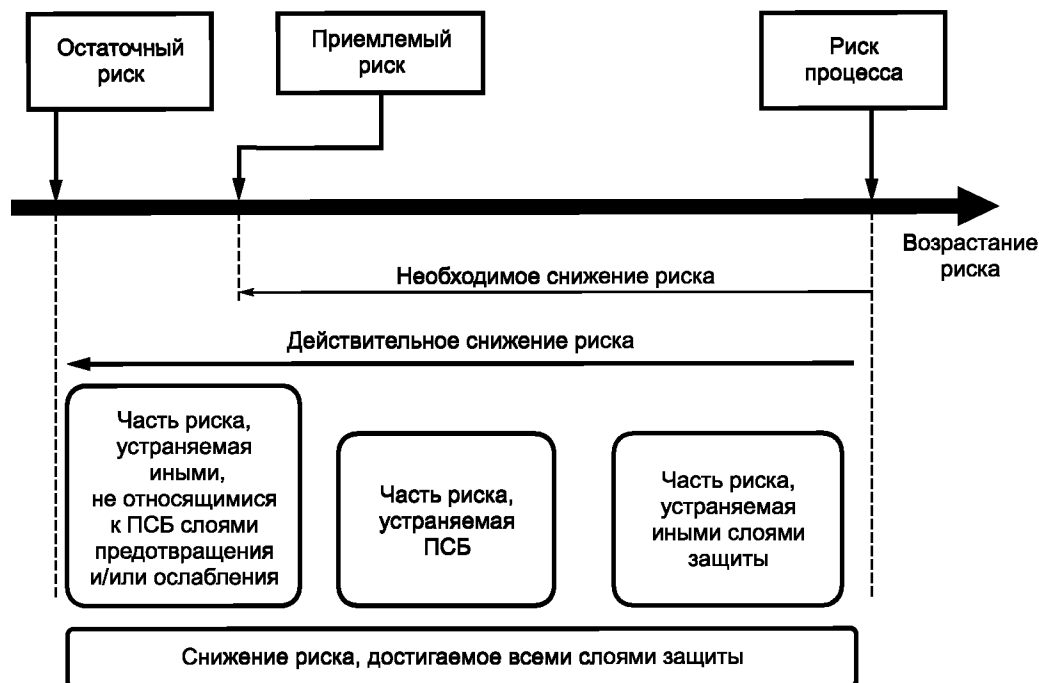 Остаточный
риск
Приемлемый
риск
Риск
процесса
Возрастание
риска
Необходимое снижение риска
Действительное снижение риска
Часть риска,
устраняемая
иными,
не относящимися
к ПСБ слоями
предотвращения
и/или ослабления
Часть риска,
устраняемая
ПСБ
Часть риска,
устраняемая
иными слоями
защиты
Снижение риска, достигаемое всеми слоями защиты